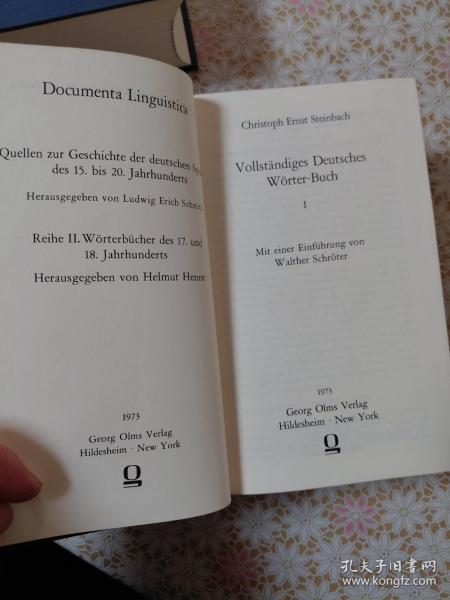 Documenta Linguistica
Quellen zur Geschichte der deutschen
des 15. bis 20. Jahrhunderts
Herausgegeben von Ludwig Erich
Reihe II. Wörterbücher des 17. und
18. Jahrhunderts
Herausgegeben von Helmut Henne
1973
Georg Olms Verlag
Hildesheim · New York
Christoph Ernst Steinbach
Vollständiges Deutsches
Wörter-Buch
I
Mit einer Einführung von
Walther Schröter
1973
Georg Olms Verlag
Hildesheim · New York
孔夫子旧书网
www.kongfz.com